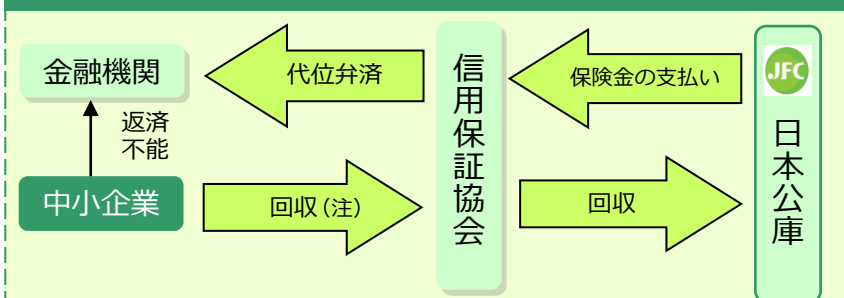 金融機関
代位弁済
信用保証協会
保険金の支払い
JFC
日本公庫
返済
不能
中小企業
回収（注）
回収